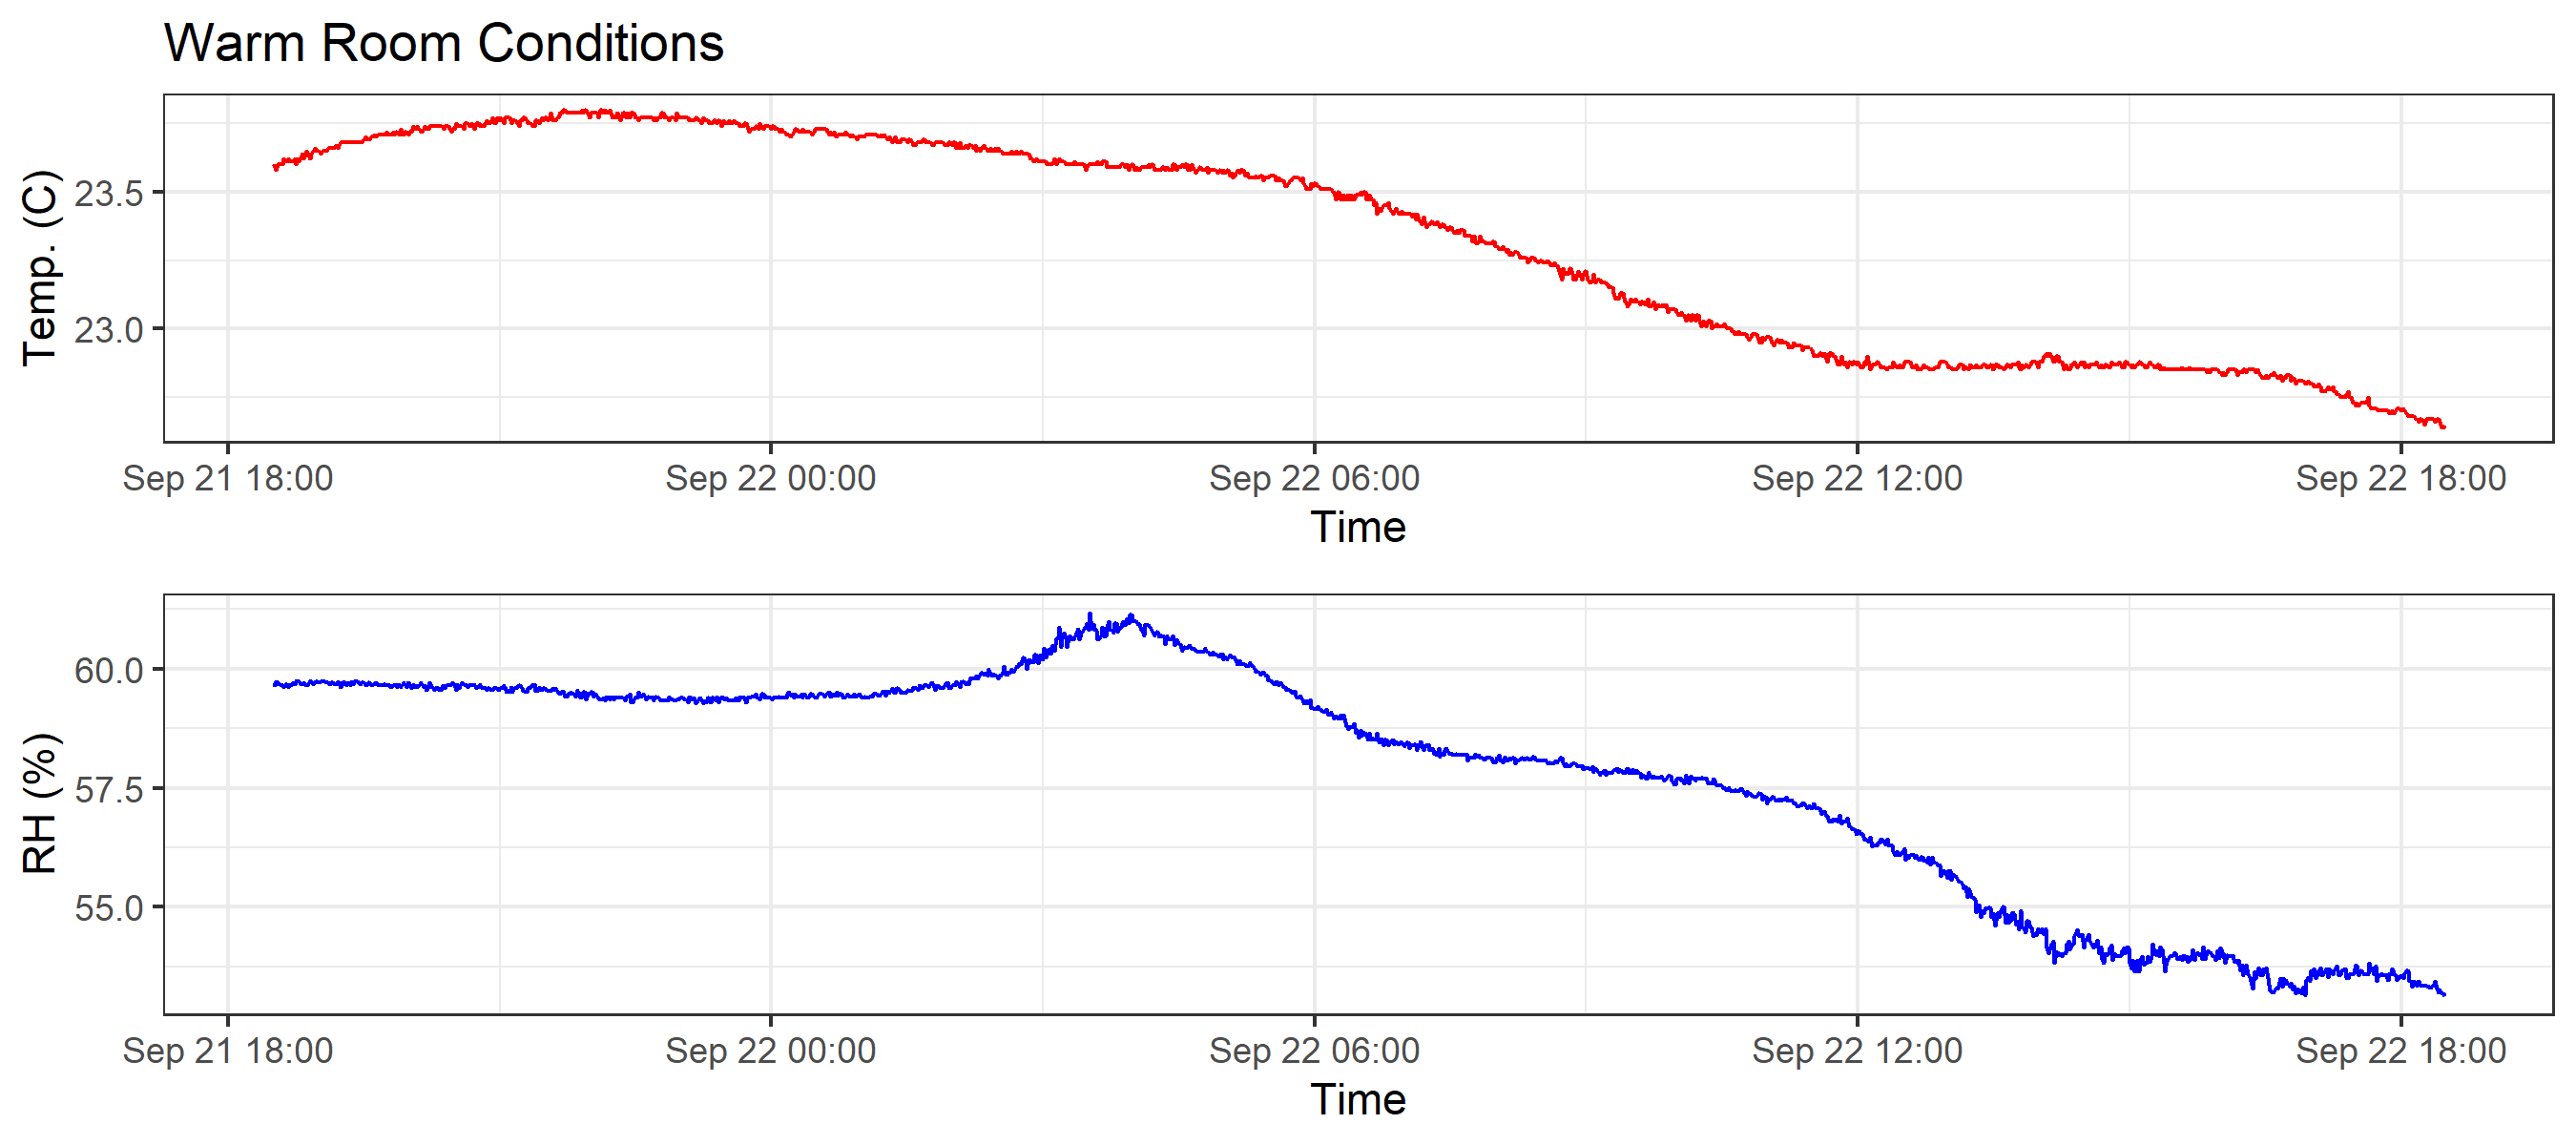 Warm Room Conditions
Temp. (C)
23.5
23.0
Sep 21 18:00 Sep 22 00:00 Sep 22 06:00 Sep 22 12:00 Sep 22 18:00
Time
RH (%)
60.0
57.5
55.0
Sep 21 18:00 Sep 22 00:00 Sep 22 06:00 Sep 22 12:00 Sep 22 18:00
Time